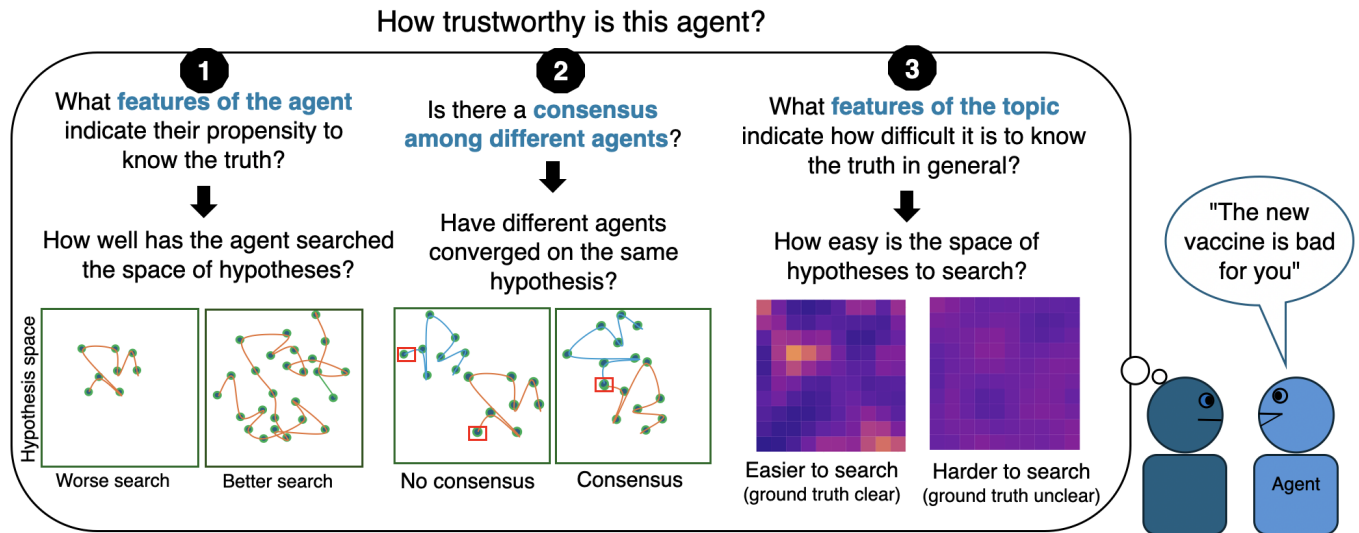 How trustworthy is this agent?
1
What features of the agent
indicate their propensity to
know the truth?
How well has the agent searched
the space of hypotheses?
Hypothesis space
Worse search
Better search
2
Is there a consensus
among different agents?
Have different agents
converged on the same
hypothesis?
No consensus
Consensus
3
What features of the topic
indicate how difficult it is to know
the truth in general?
How easy is the space of
hypotheses to search?
Easier to search
(ground truth clear)
Harder to search
(ground truth unclear)
"The new
vaccine is bad
for you"
Agent